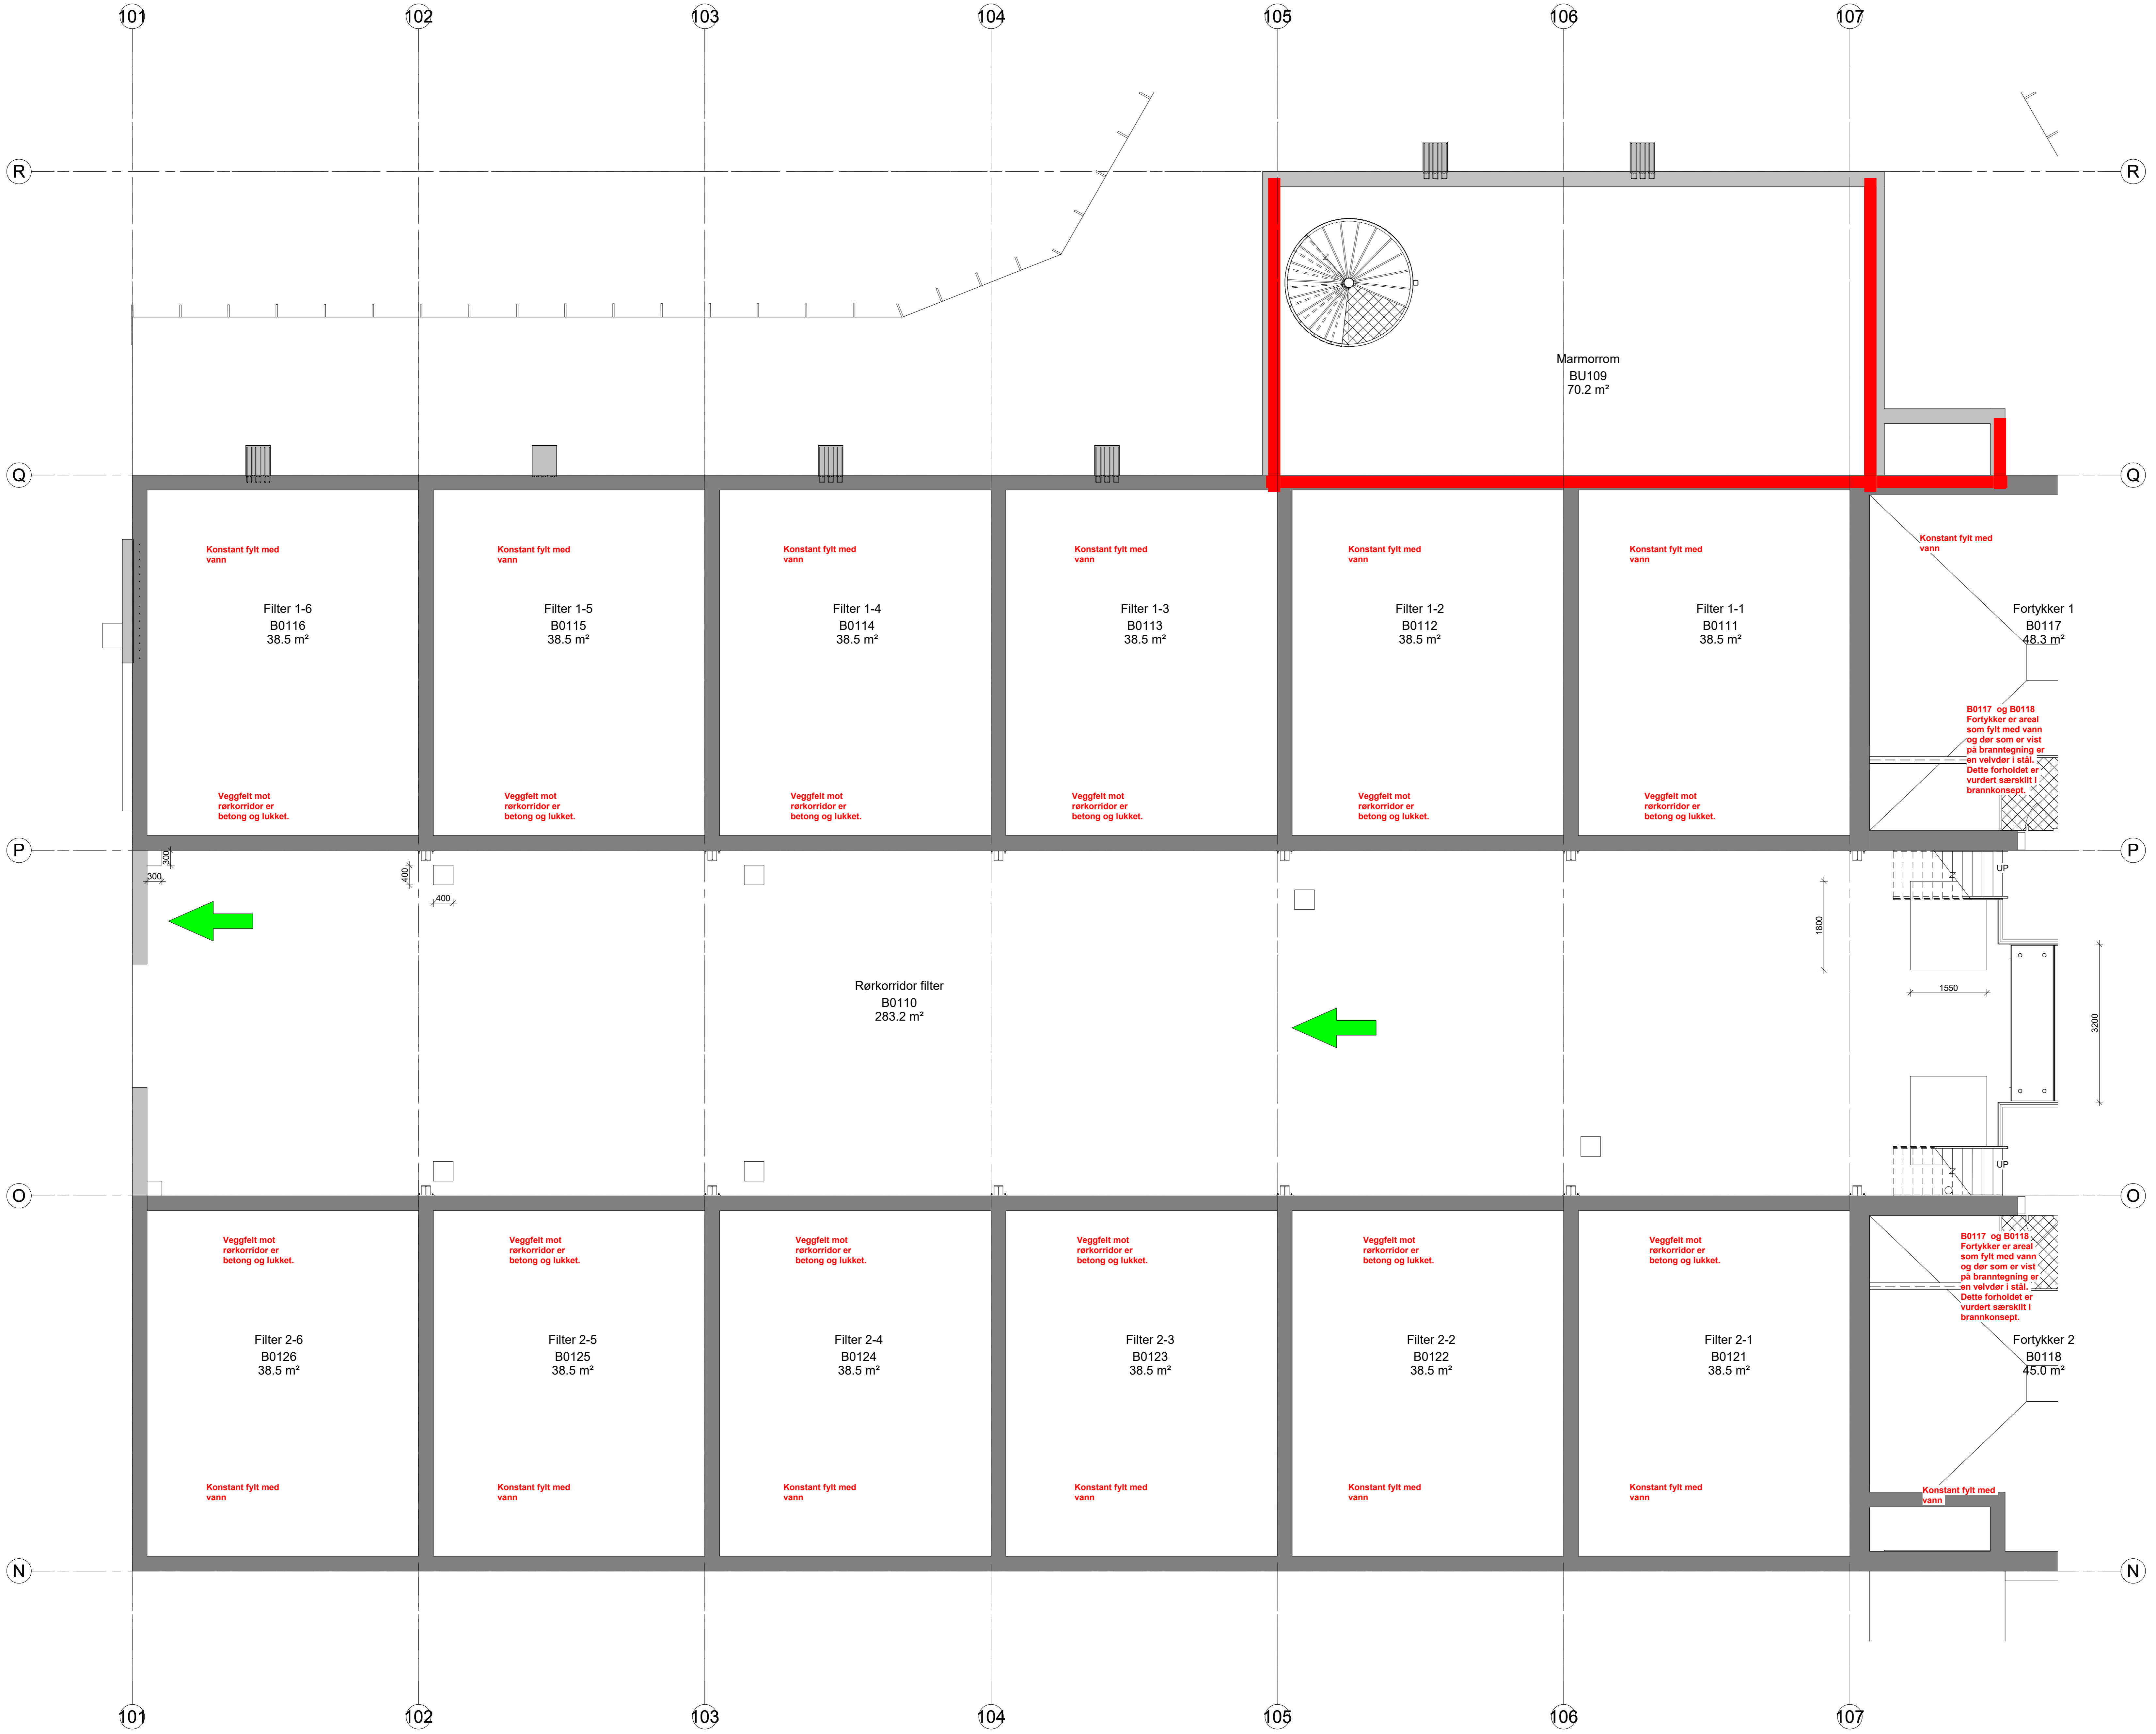 101
102
103
104
105
106
107
R
R
Marmorrom
BU109
70.2 m²
Q
Q
Konstant fylt med
vann
Konstant fylt med
vann
Konstant fylt med
vann
Konstant fylt med
vann
Konstant fylt med
vann
Konstant fylt med
vann
Konstant fylt med
vann
Filter 1-6
B0116
38.5 m²
Filter 1-5
B0115
38.5 m²
Filter 1-4
B0114
38.5 m²
Filter 1-3
B0113
38.5 m²
Filter 1-2
B0112
38.5 m²
Filter 1-1
B0111
38.5 m²
Fortykker 1
B0117
48.3 m²
B0117 og B0118
Fortykker er areal
som fylt med vann
og dør som er vist
på branntegning er
en velvdør i stål.
Dette forholdet er
vurdert særskilt i
brannkonsept.
Veggfelt mot
rørkorridor er
betong og lukket.
Veggfelt mot
rørkorridor er
betong og lukket.
Veggfelt mot
rørkorridor er
betong og lukket.
Veggfelt mot
rørkorridor er
betong og lukket.
Veggfelt mot
rørkorridor er
betong og lukket.
Veggfelt mot
rørkorridor er
betong og lukket.
P
P
300
300
400
400
UP
1800
1550
3200
Rørkorridor filter
B0110
283.2 m²
UP
O
O
Veggfelt mot
rørkorridor er
betong og lukket.
Veggfelt mot
rørkorridor er
betong og lukket.
Veggfelt mot
rørkorridor er
betong og lukket.
Veggfelt mot
rørkorridor er
betong og lukket.
Veggfelt mot
rørkorridor er
betong og lukket.
Veggfelt mot
rørkorridor er
betong og lukket.
B0117 og B0118
Fortykker er areal
som fylt med vann
og dør som er vist
på branntegning er
en velvdør i stål.
Dette forholdet er
vurdert særskilt i
brannkonsept.
Filter 2-6
B0126
38.5 m²
Filter 2-5
B0125
38.5 m²
Filter 2-4
B0124
38.5 m²
Filter 2-3
B0123
38.5 m²
Filter 2-2
B0122
38.5 m²
Filter 2-1
B0121
38.5 m²
Fortykker 2
B0118
45.0 m²
Konstant fylt med
vann
Konstant fylt med
vann
Konstant fylt med
vann
Konstant fylt med
vann
Konstant fylt med
vann
Konstant fylt med
vann
Konstant fylt med
vann
N
N
101
102
103
104
105
106
107